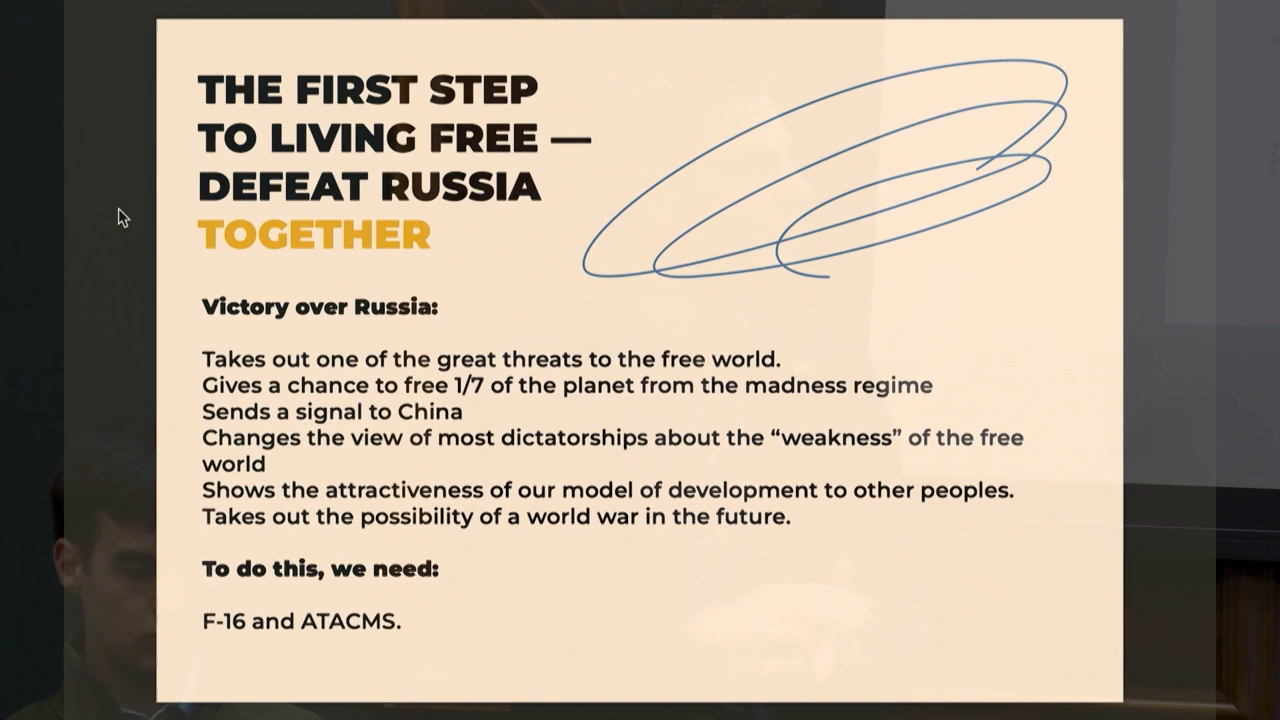 THE FIRST STEP
TO LIVING FREE —
DEFEAT RUSSIA
TOGETHER
Victory over Russia:
Takes out one of the great threats to the free world.
Gives a chance to free 1/7 of the planet from the madness regime
Sends a signal to China
Changes the view of most dictatorships about the “weakness” of the free
world
Shows the attractiveness of our model of development to other peoples.
Takes out the possibility of a world war in the future.
To do this, we need:
F-16 and ATACMS.